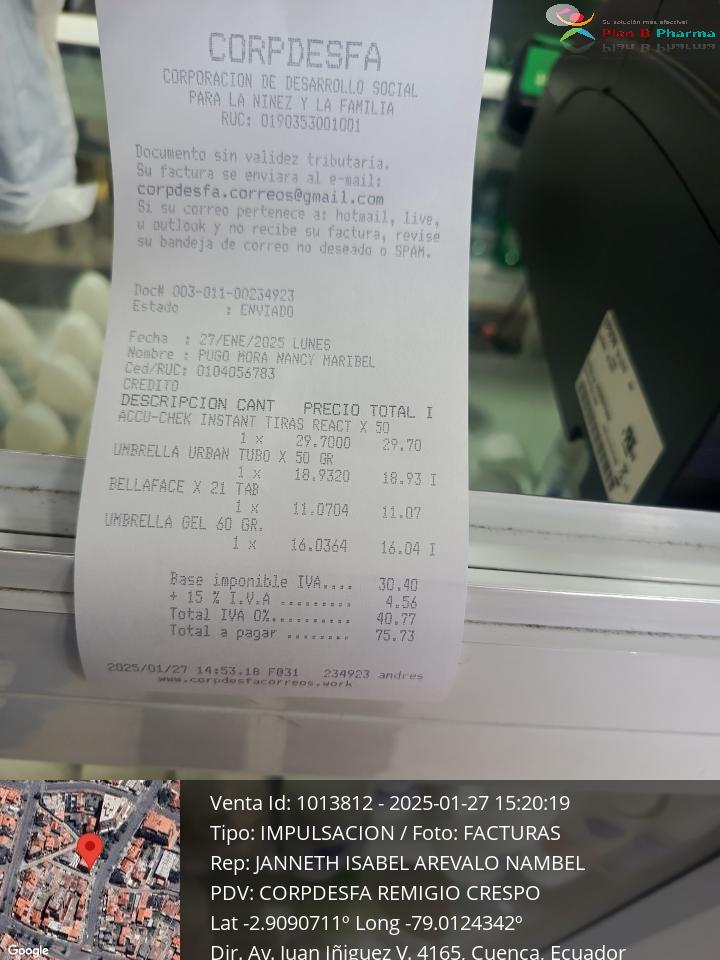 Su solución mas efectiva!
Plan B Pharma
CORPDESFA
CORPORACION DE DESARROLLO SOCIAL
PARA LA NINEZ Y LA FAMILIA
RUC: 0190353001001
Documento sin validez tributaria.
Su factura se enviara al e-mail:
corpdesfa.correos@gmail.com
Si su correo pertenece a: hotmail, live,
u outlook y no recibe su factura, revise
su bandeja de correo no deseado o SPAM.
Doc# 003-011-00234923
Estado : ENVIADO
Fecha : 27/ENE/2025 LUNES
Nombre : PUGO MORA NANCY MARIBEL
Ced/RUC: 0104056783
CREDITO
DESCRIPCION CANT PRECIO TOTAL I
ACCU-CHEK INSTANT TIRAS REACT X 50
1 x 29.7000 29.70
UMBRELLA URBAN TUBO X 50 GR
1 x 18.9320 18.93 I
BELLAFACE X 21 TAB
1 x 11.0704 11.07
UMBRELLA GEL 60 GR.
1 x 16.0364 16.04 I
Base imponible IVA.... 30.40
+ 15 % I.V.A ......... 4.56
Total IVA 0%.......... 40.77
Total a pagar ........ 75.73
2025/01/27 14:53.18 F031 234923 andres
www.corpdesfacorreos.work
Venta Id: 1013812 - 2025-01-27 15:20:19
Tipo: IMPULSACION / Foto: FACTURAS
Rep: JANNETH ISABEL AREVALO NAMBEL
PDV: CORPDESFA REMIGIO CRESPO
Lat -2.9090711º Long -79.0124342º
Dir. Av. Juan Iñiguez V. 4165, Cuenca, Ecuador
Google